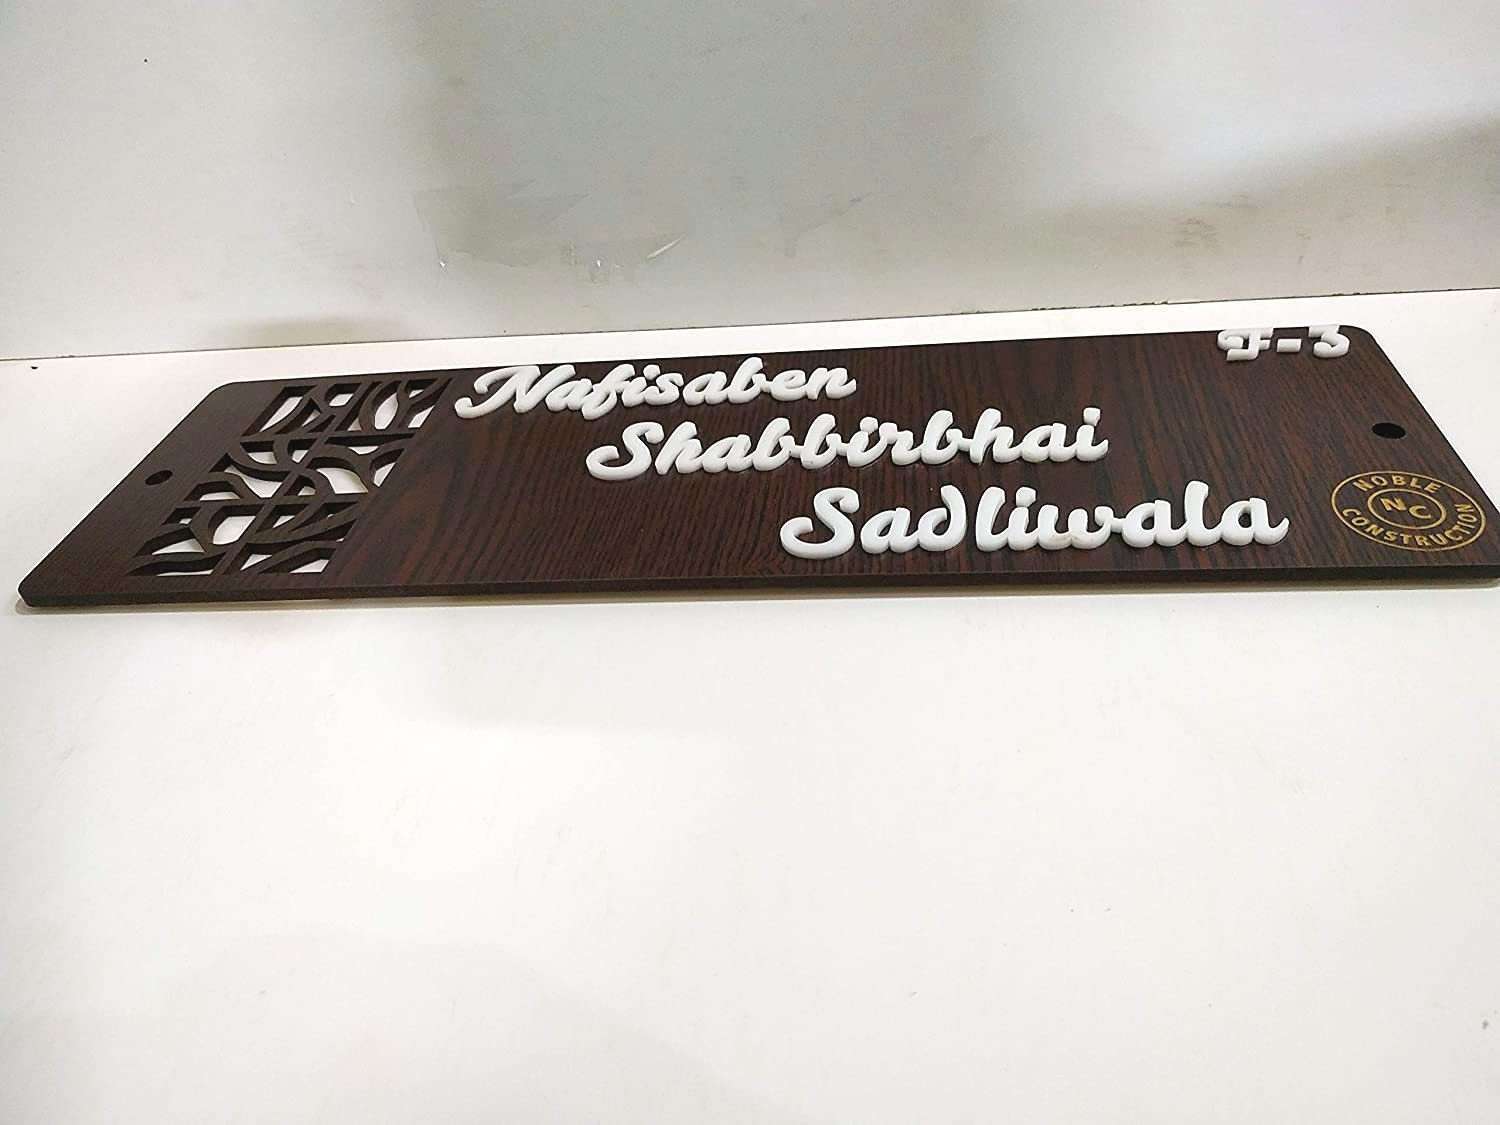 F-3
Nafisaben
Shabbirbhai
Sadliwala
NOBLE
NC
CONSTRUCTION